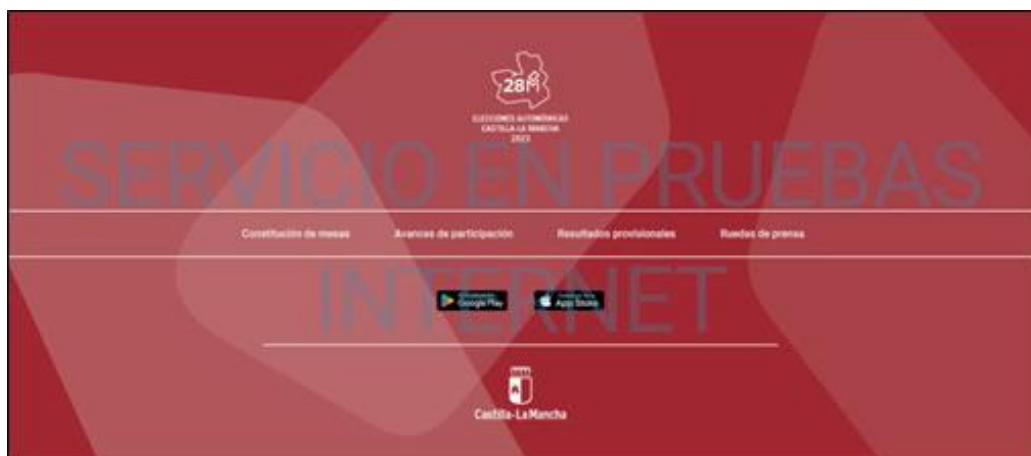 28M
ELECCIONES AUTONÓMICAS
CASTILLA-LA MANCHA
2023
SERVICIO EN PRUEBAS
Constitución de mesas Avances de participación Resultados provisionales Ruedas de prensa
INTERNET
Google Play App Store
Castilla-La Mancha